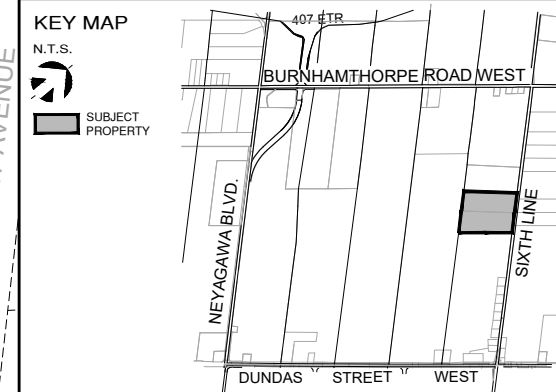 KEY MAP
N.T.S.
SUBJECT
PROPERTY
407 ETR
BURNHAMTHORPE ROAD WEST
NEYAGAWA BLVD.
SIXTH LINE
DUNDAS STREET WEST
AVENUE